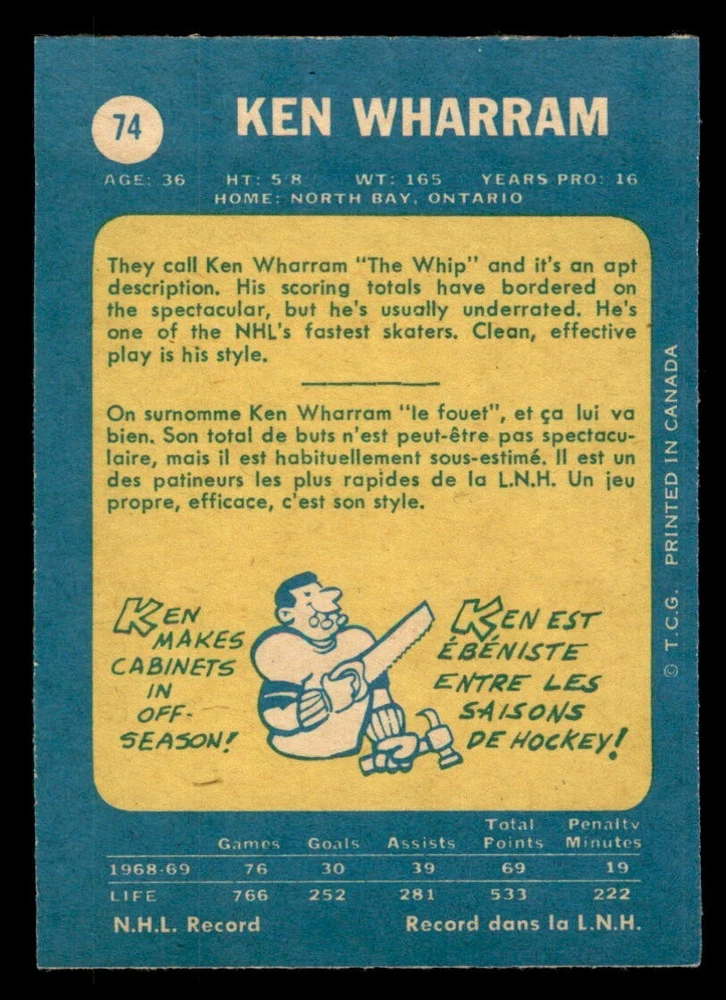 74
KEN WHARRAM
AGE: 36 HT: 5 8 WT: 165 YEARS PRO: 16
HOME: NORTH BAY, ONTARIO
They call Ken Wharram "The Whip" and it's an apt
description. His scoring totals have bordered on
the spectacular, but he's usually underrated. He's
one of the NHL's fastest skaters. Clean, effective
play is his style.
On surnomme Ken Wharram "le fouet", et ça lui va
bien. Son total de buts n'est peut-être pas spectacu-
laire, mais il est habituellement sous-estimé. Il est un
des patineurs les plus rapides de la L.N.H. Un jeu
propre, efficace, c'est son style.
KEN
MAKES
CABINETS
IN
OFF-
SEASON!
KEN EST
ÉBÉNISTE
ENTRE LES
SAISONS
DE HOCKEY!
© T.C.G. PRINTED IN CANADA
Games Goals Assists Total Points Penalty Minutes
1968-69 76 30 39 69 19
LIFE 766 252 281 533 222
N.H.L. Record Record dans la L.N.H.